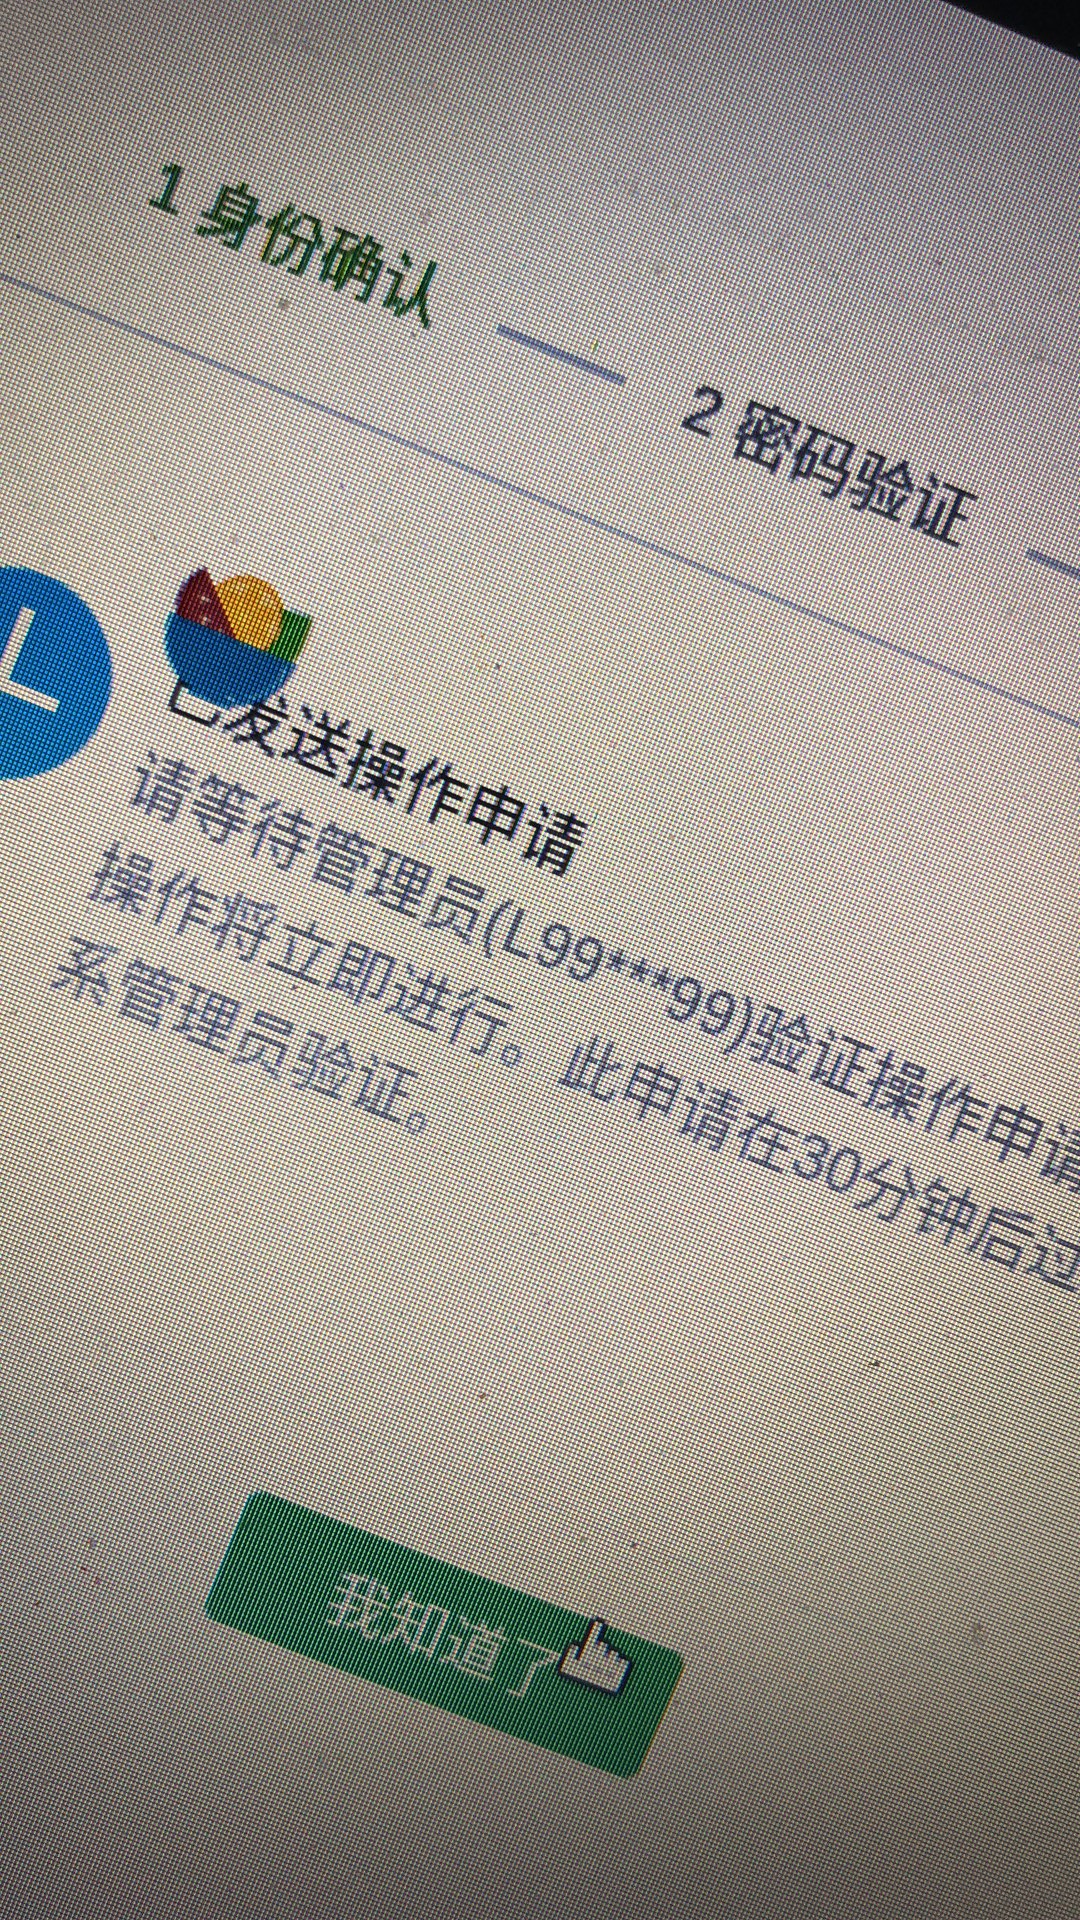 1 身份确认
2 密码验证
L
已发送操作申请
请等待管理员(L99***99)验证操作申请
操作将立即进行。此申请在30分钟后过
系管理员验证。
我知道了